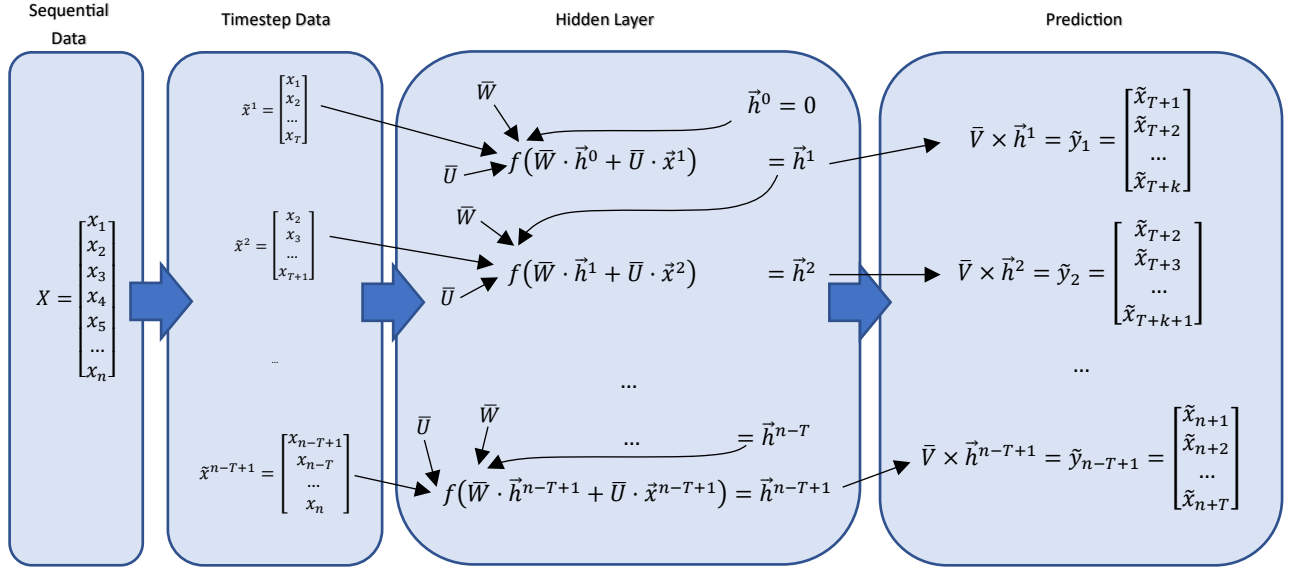 Sequential
Data
Timestep Data
Hidden Layer
Prediction
X = [x₁ x₂ x₃ x₄ x₅ ... xₙ]
x̃¹ = [x₁ x₂ ... x_T]
x̃² = [x₂ x₃ ... x_{T+1}]
...
x̃ⁿ⁻ᵀ⁺¹ = [x_{n−T+1} x_{n−T} ... xₙ]
W̅
h⃗⁰ = 0
U̅
f(W̅ · h⃗⁰ + U̅ · x⃗¹) = h⃗¹
W̅
U̅
f(W̅ · h⃗¹ + U̅ · x⃗²) = h⃗²
...
U̅
W̅
... = h⃗ⁿ⁻ᵀ
f(W̅ · h⃗ⁿ⁻ᵀ⁺¹ + U̅ · x⃗ⁿ⁻ᵀ⁺¹) = h⃗ⁿ⁻ᵀ⁺¹
V̅ × h⃗¹ = ỹ₁ = [x̃_{T+1} x̃_{T+2} ... x̃_{T+k}]
V̅ × h⃗² = ỹ₂ = [x̃_{T+2} x̃_{T+3} ... x̃_{T+k+1}]
...
V̅ × h⃗ⁿ⁻ᵀ⁺¹ = ỹ_{n−T+1} = [x̃_{n+1} x̃_{n+2} ... x̃_{n+T}]